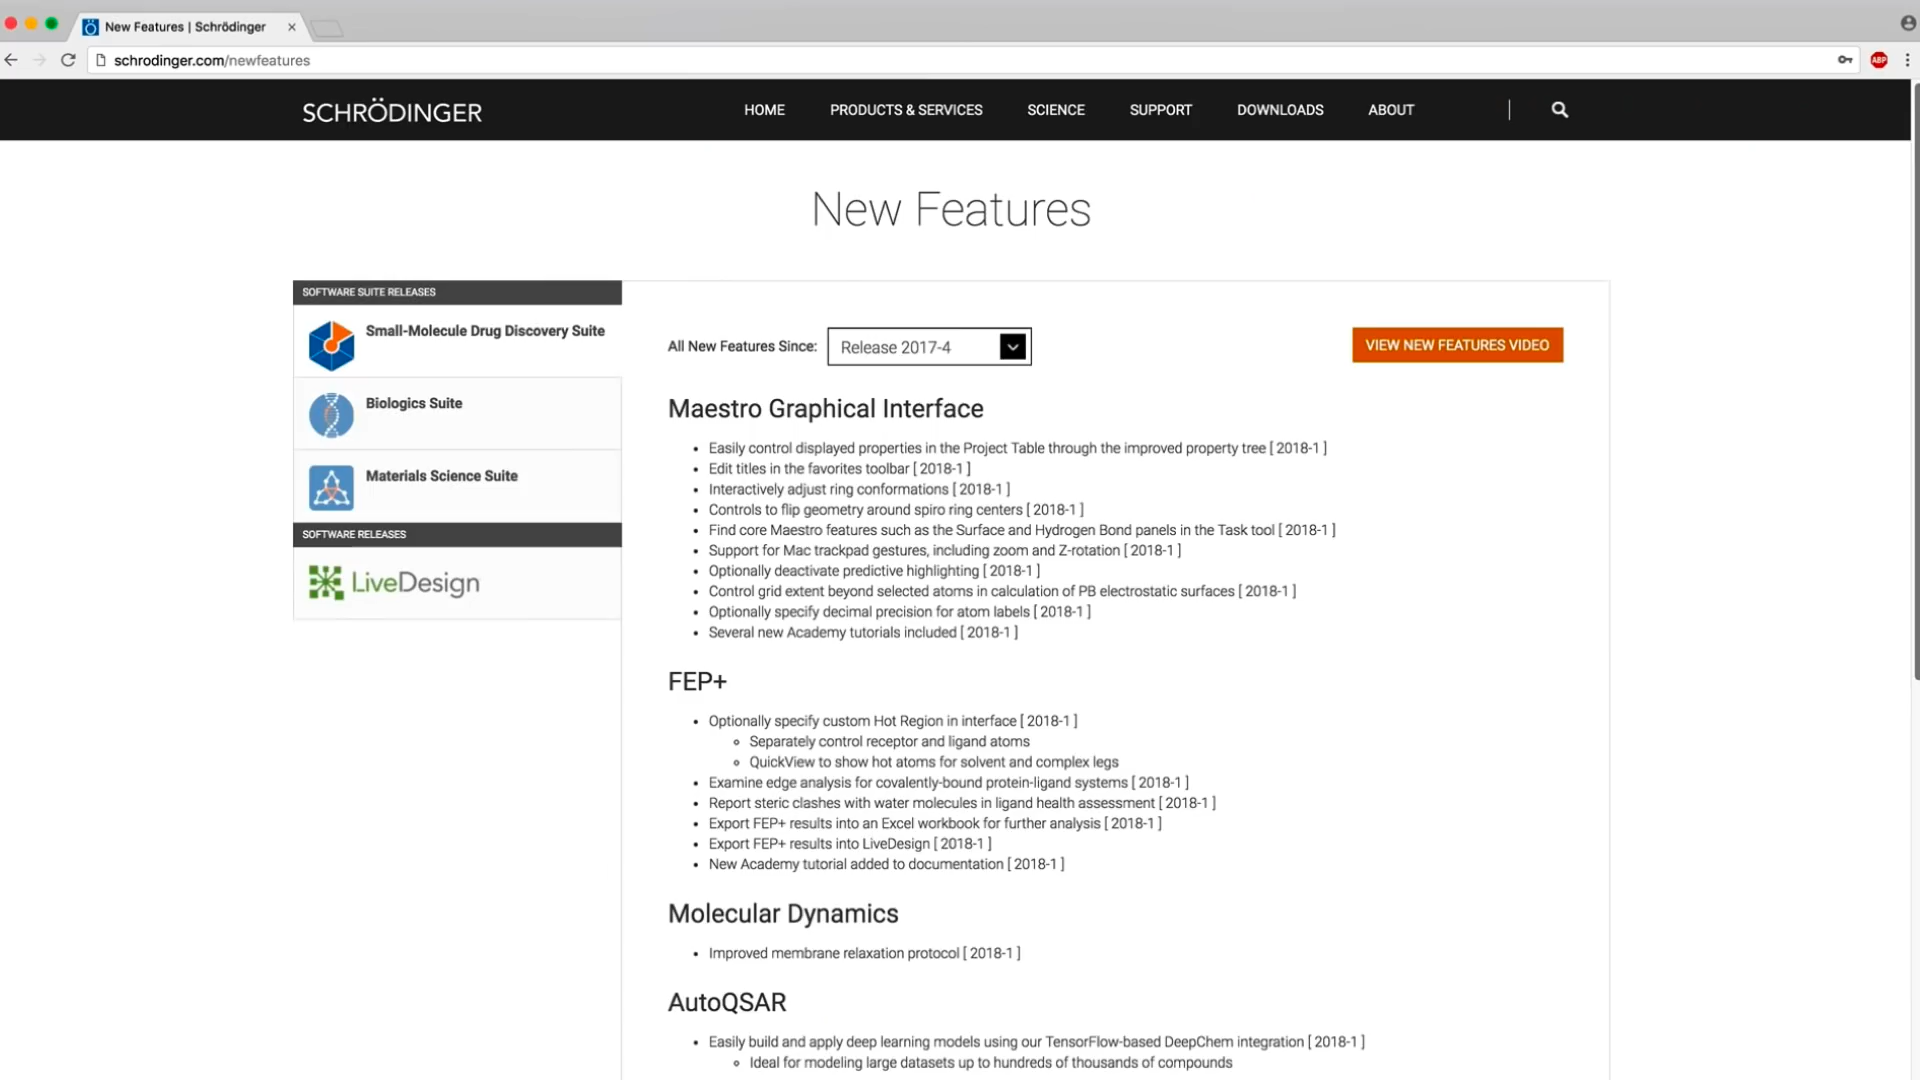 New Features | Schrödinger
schrodinger.com/newfeatures
ABP
SCHRÖDINGER
HOME
PRODUCTS & SERVICES
SCIENCE
SUPPORT
DOWNLOADS
ABOUT
New Features
SOFTWARE SUITE RELEASES
Small-Molecule Drug Discovery Suite
Biologics Suite
Materials Science Suite
SOFTWARE RELEASES
LiveDesign
All New Features Since: Release 2017-4
VIEW NEW FEATURES VIDEO
Maestro Graphical Interface
• Easily control displayed properties in the Project Table through the improved property tree [ 2018-1 ]
• Edit titles in the favorites toolbar [ 2018-1 ]
• Interactively adjust ring conformations [ 2018-1 ]
• Controls to flip geometry around spiro ring centers [ 2018-1 ]
• Find core Maestro features such as the Surface and Hydrogen Bond panels in the Task tool [ 2018-1 ]
• Support for Mac trackpad gestures, including zoom and Z-rotation [ 2018-1 ]
• Optionally deactivate predictive highlighting [ 2018-1 ]
• Control grid extent beyond selected atoms in calculation of PB electrostatic surfaces [ 2018-1 ]
• Optionally specify decimal precision for atom labels [ 2018-1 ]
• Several new Academy tutorials included [ 2018-1 ]
FEP+
• Optionally specify custom Hot Region in interface [ 2018-1 ]
Separately control receptor and ligand atoms
QuickView to show hot atoms for solvent and complex legs
• Examine edge analysis for covalently-bound protein-ligand systems [ 2018-1 ]
• Report steric clashes with water molecules in ligand health assessment [ 2018-1 ]
• Export FEP+ results into an Excel workbook for further analysis [ 2018-1 ]
• Export FEP+ results into LiveDesign [ 2018-1 ]
• New Academy tutorial added to documentation [ 2018-1 ]
Molecular Dynamics
• Improved membrane relaxation protocol [ 2018-1 ]
AutoQSAR
• Easily build and apply deep learning models using our TensorFlow-based DeepChem integration [ 2018-1 ]
Ideal for modeling large datasets up to hundreds of thousands of compounds